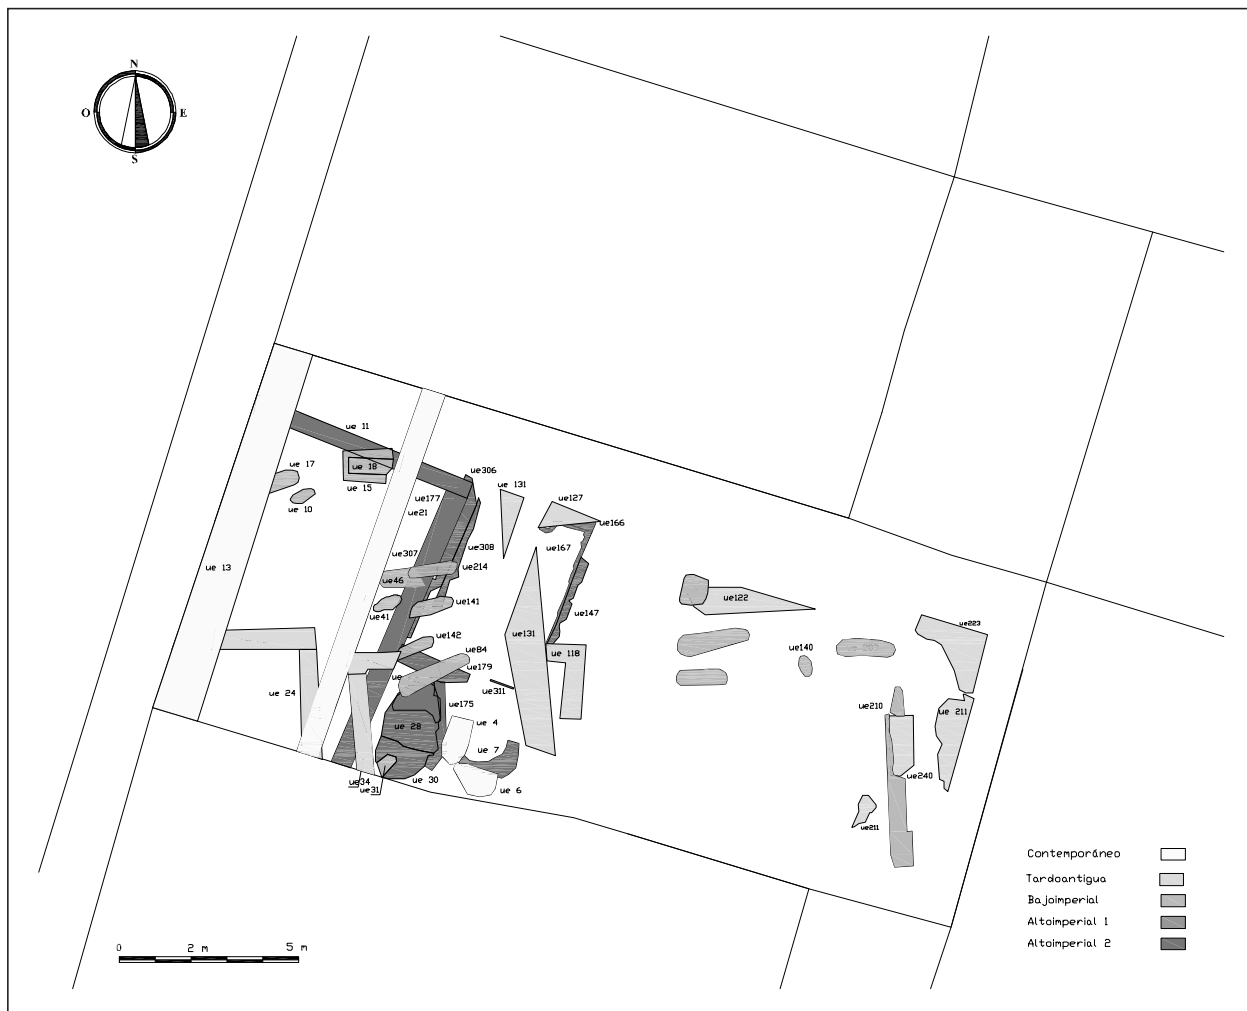 N
O
E
S
ue 11
ue 17
ue 18
ue 15
ue 10
ue306
ue 131
ue177
ue127
ue21
ue166
ue307
ue308
ue167
ue 13
ue214
ue46
ue141
ue41
ue147
ue122
ue142
ue131
ue223
ue84
ue 118
ue140
ue179
ue
ue311
ue 24
ue175
ue210
ue 211
ue 28
ue 4
ue 7
ue240
ue34
ue 30
ue31
ue 6
ue211
Contemporáneo
Tardoantigua
Bajoimperial
Altoimperial 1
Altoimperial 2
0 2 m 5 m